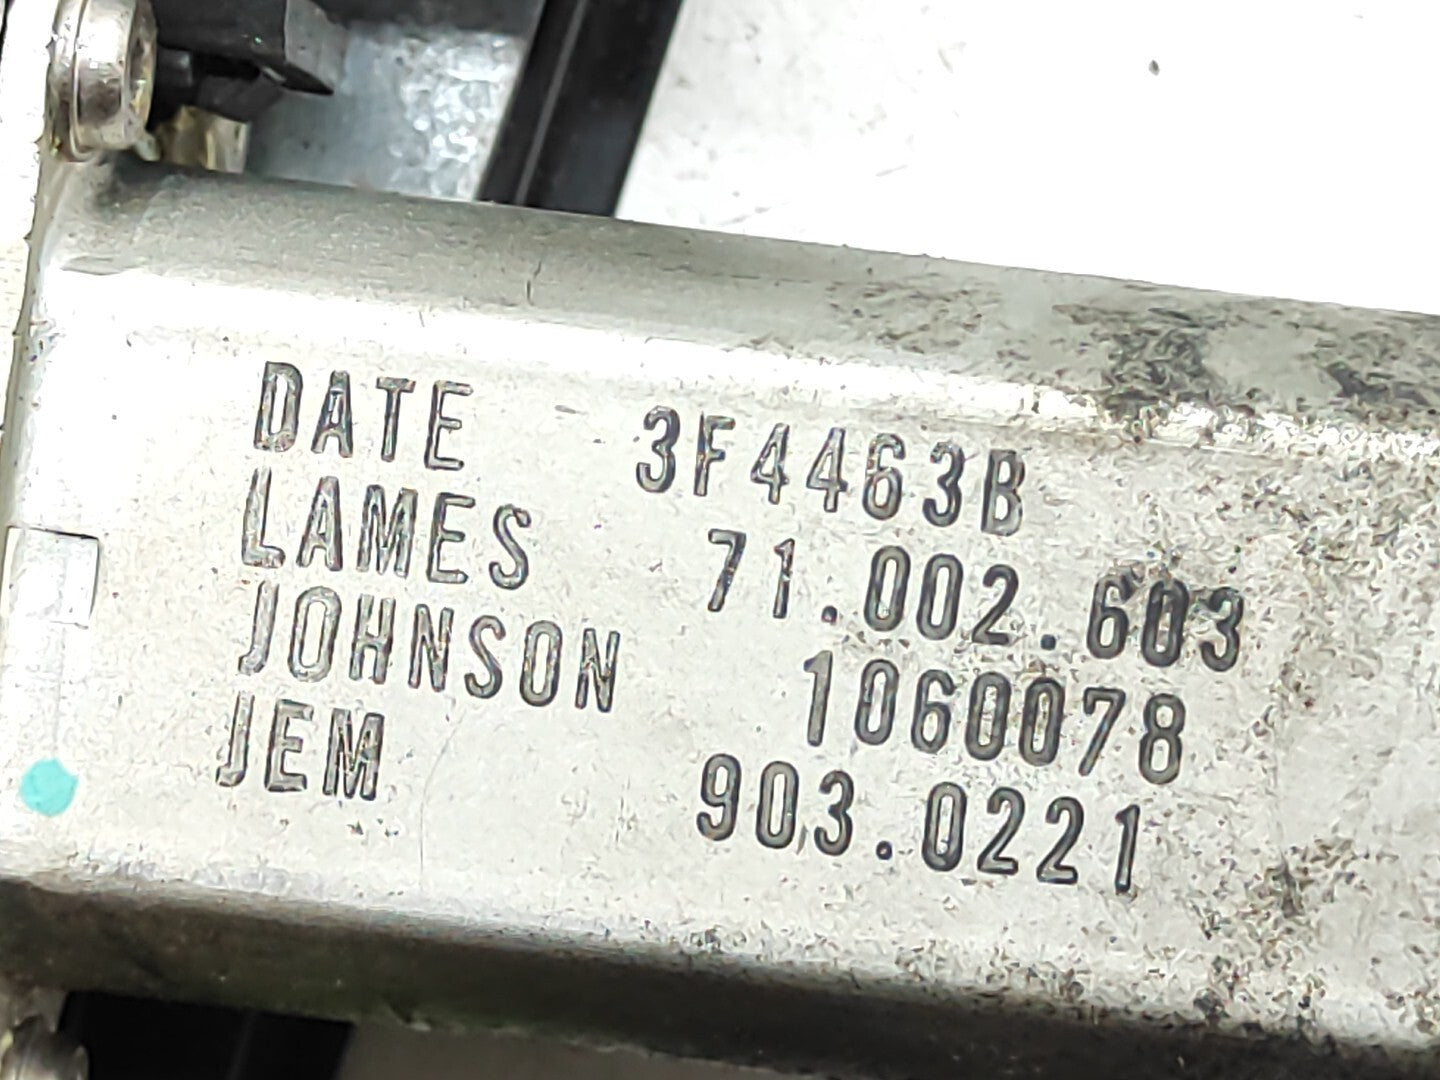 DATE 3F4463B
LAMES 71.002.603
JOHNSON 1060078
JEM 903.0221